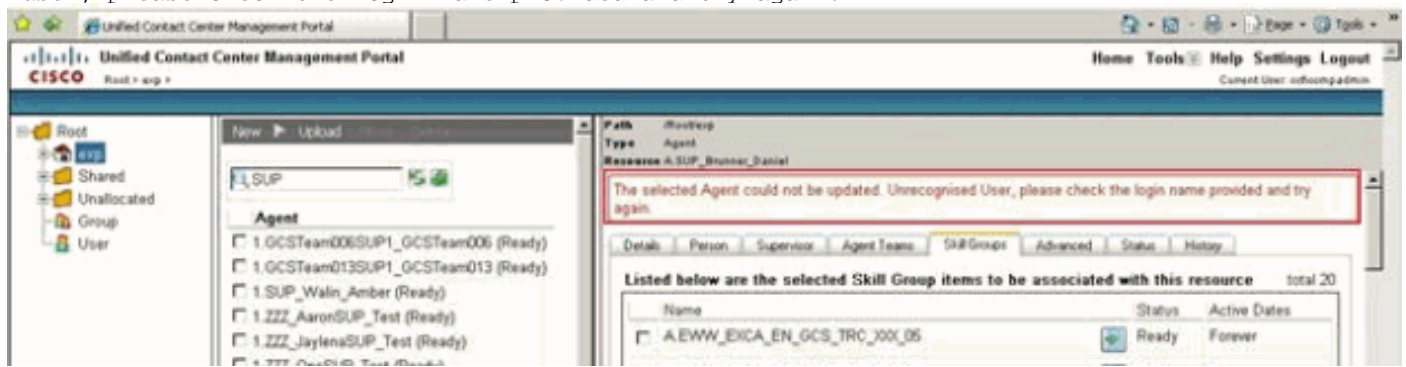 Unified Contact Center Management Portal
Page
Tools
Unified Contact Center Management Portal
CISCO
Root > exp >
Home Tools Help Settings Logout
Current User:
Root
exp
Shared
Unallocated
Group
User
New Upload
SUP
Agent
1.GCSTeam006SUP1_GCSTeam006 (Ready)
1.GCSTeam013SUP1_GCSTeam013 (Ready)
1.SUP_Walin_Amber (Ready)
1.ZZZ_AaronSUP_Test (Ready)
1.ZZZ_JaylenaSUP_Test (Ready)
Path /Root/exp
Type Agent
Resource A.SUP_Brunner_Daniel
The selected Agent could not be updated. Unrecognised User, please check the login name provided and try
again.
Details Person Supervisor Agent Teams Skill Groups Advanced Status History
Listed below are the selected Skill Group items to be associated with this resource total 20
Name Status Active Dates
A.EWW_EXCA_EN_GCS_TRC_XXX_05 Ready Forever